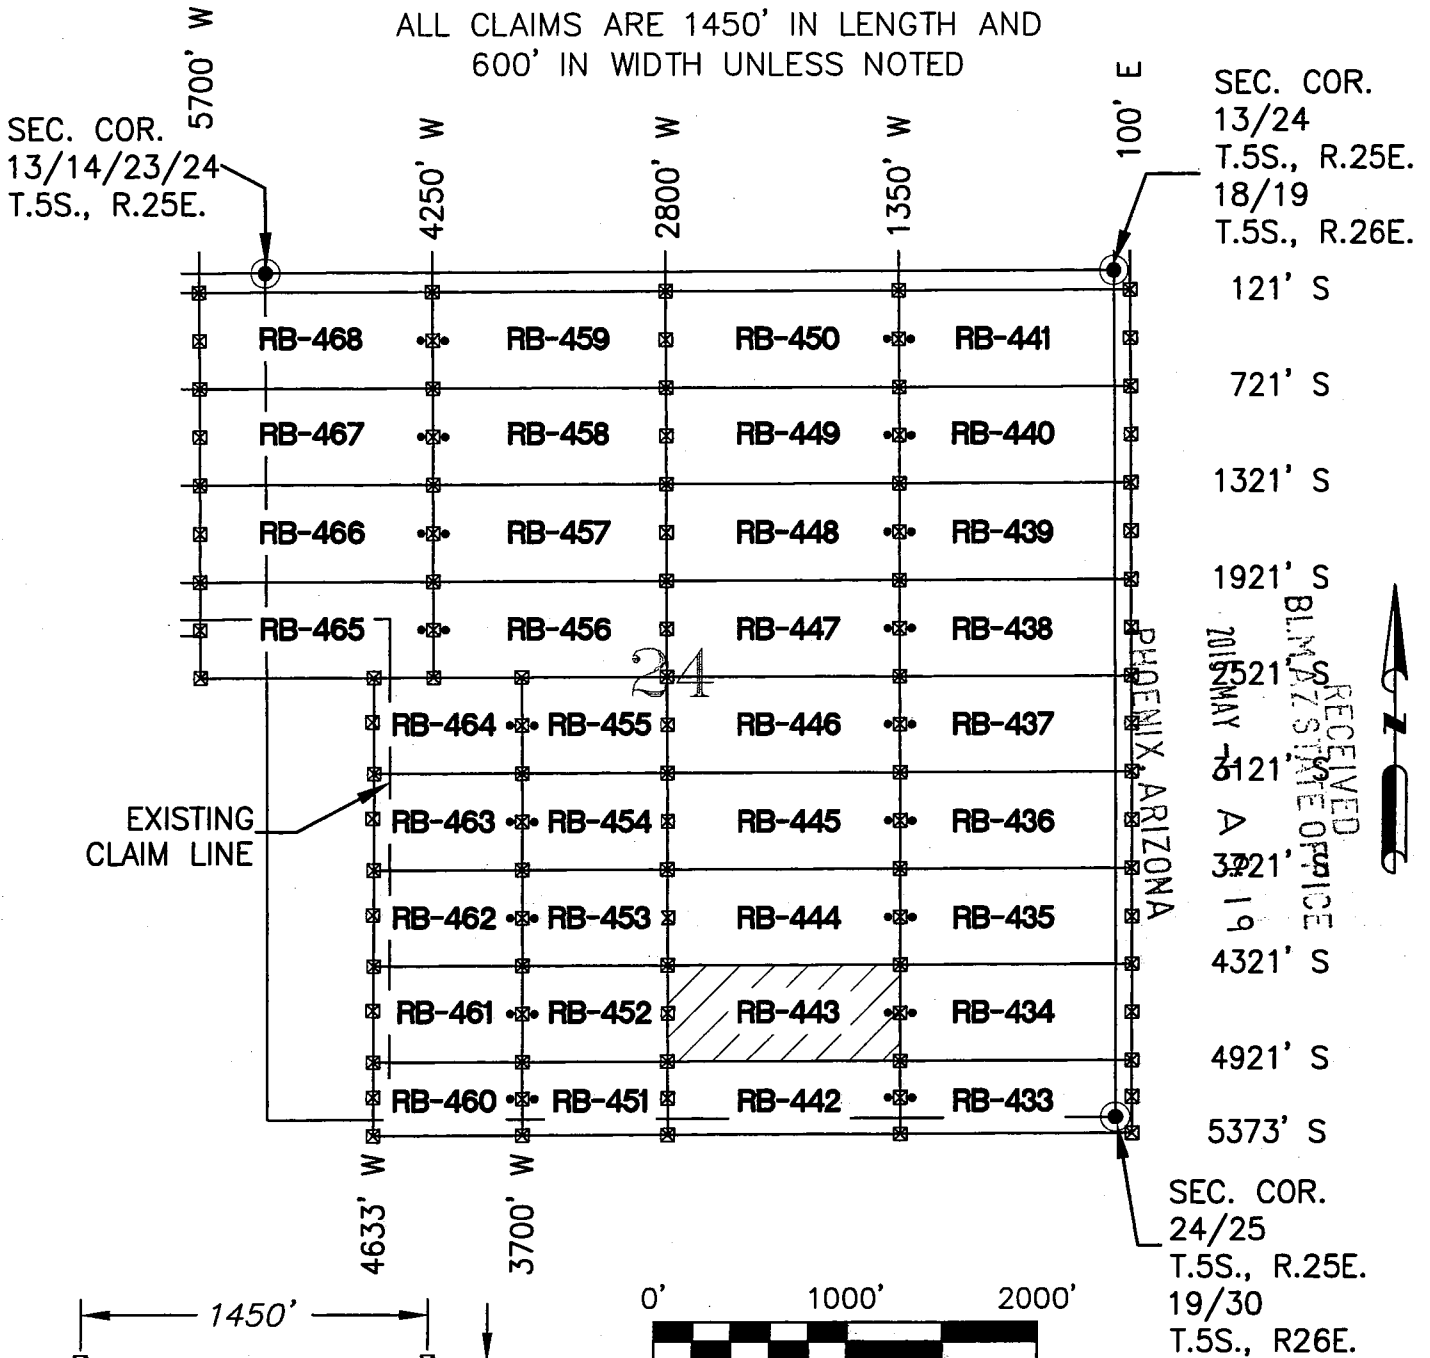 ALL CLAIMS ARE 1450' IN LENGTH AND
600' IN WIDTH UNLESS NOTED
SEC. COR.
13/14/23/24
T.5S., R.25E.
5700' W
4250' W
2800' W
1350' W
100' E
SEC. COR.
13/24
T.5S., R.25E.
18/19
T.5S., R.26E.
121' S
RB-468 RB-459 RB-450 RB-441
721' S
RB-467 RB-458 RB-449 RB-440
1321' S
RB-466 RB-457 RB-448 RB-439
1921' S
RB-465 RB-456 RB-447 RB-438
24
2521' S
RB-464 RB-455 RB-446 RB-437
3121' S
EXISTING
CLAIM LINE
RB-463 RB-454 RB-445 RB-436
3721' S
RB-462 RB-453 RB-444 RB-435
4321' S
RB-461 RB-452 RB-443 RB-434
4921' S
RB-460 RB-451 RB-442 RB-433
5373' S
RECEIVED
BLM AZ STATE OFFICE
PHOENIX, ARIZONA
N
4633' W
3700' W
SEC. COR.
24/25
T.5S., R.25E.
19/30
T.5S., R26E.
1450'
0' 1000' 2000'